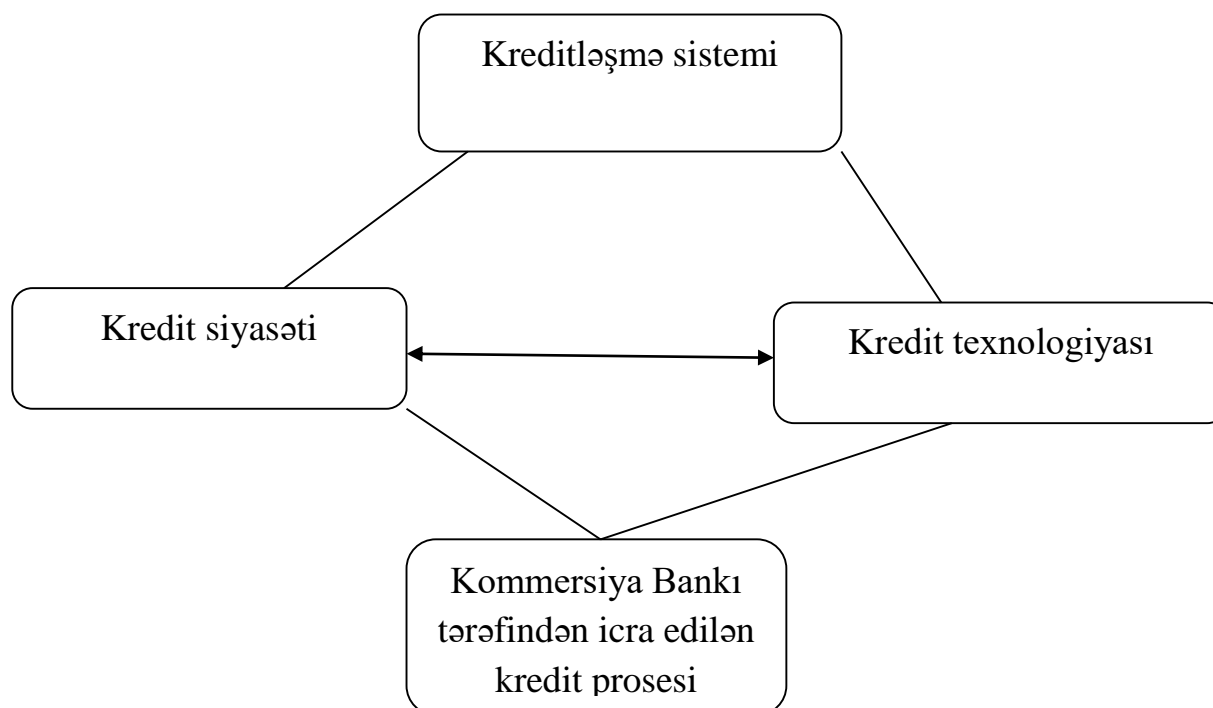 Kreditləşmə sistemi
Kredit siyasəti
Kredit texnologiyası
Kommersiya Bankı
tərəfindən icra edilən
kredit prosesi